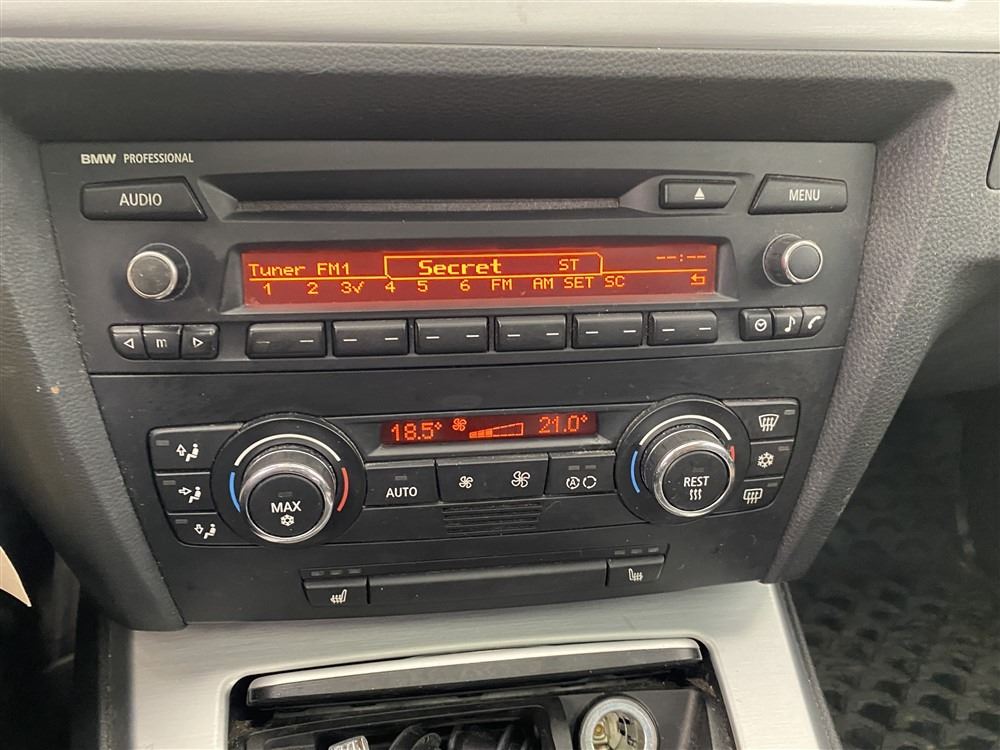 BMW PROFESSIONAL
AUDIO
MENU
Tuner FM1 Secret ST --:--
1 2 3✓ 4 5 6 FM AM SET SC
m
18.5° 21.0°
AUTO
A
MAX
REST